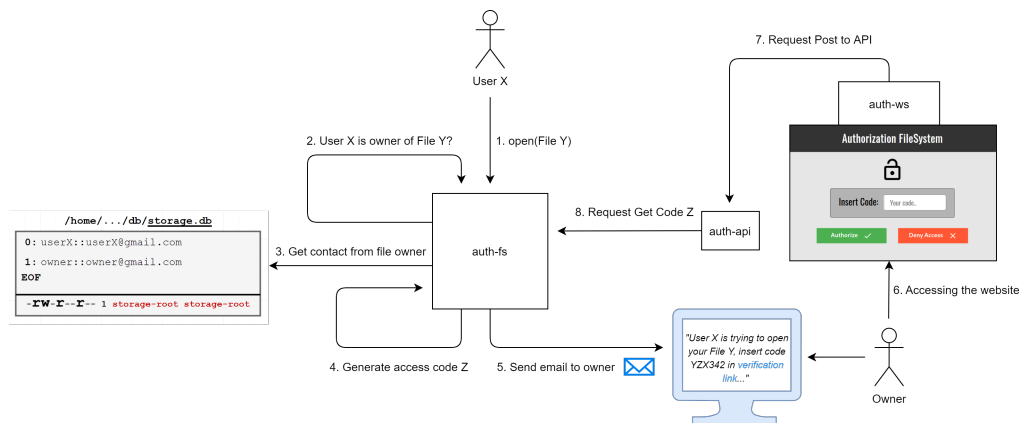 User X
7. Request Post to API
auth-ws
Authorization FileSystem
Insert Code:
Your code..
Authorize
Deny Access
2. User X is owner of File Y?
1. open(File Y)
8. Request Get Code Z
auth-api
/home/.../db/storage.db
0: userX::userX@gmail.com
1: owner::owner@gmail.com
EOF
-rw-r--r-- 1 storage-root storage-root
3. Get contact from file owner
auth-fs
6. Accessing the website
4. Generate access code Z
5. Send email to owner
"User X is trying to open
your File Y, insert code
YZX342 in verification
link..."
Owner